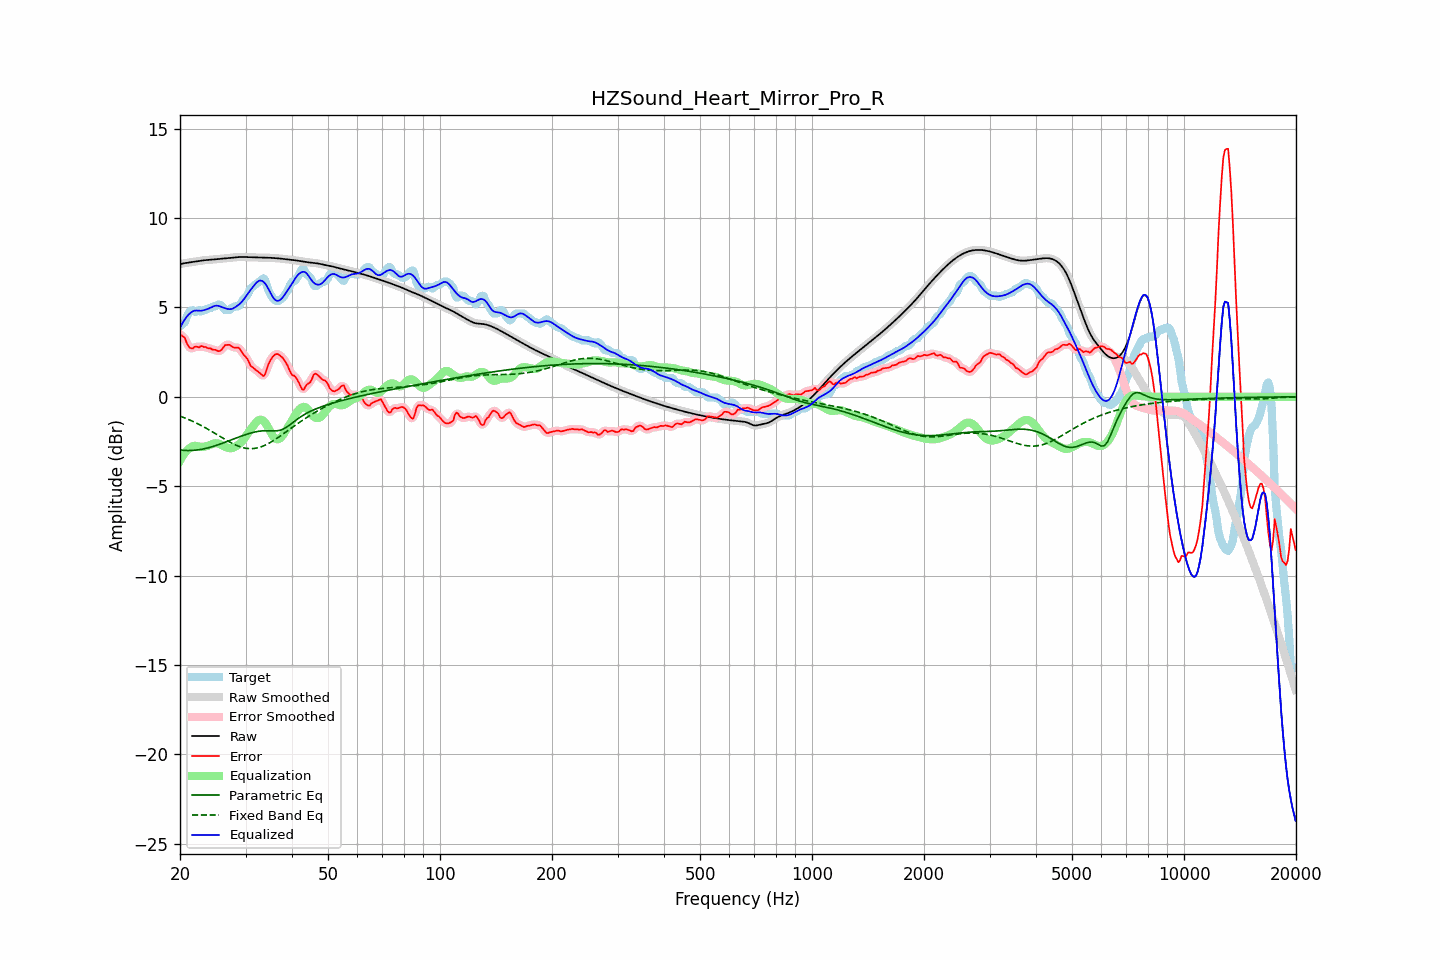 HZSound_Heart_Mirror_Pro_R
15
10
5
0
−5
−10
−15
−20
−25
Amplitude (dBr)
Target
Raw Smoothed
Error Smoothed
Raw
Error
Equalization
Parametric Eq
Fixed Band Eq
Equalized
20 50 100 200 500 1000 2000 5000 10000 20000
Frequency (Hz)